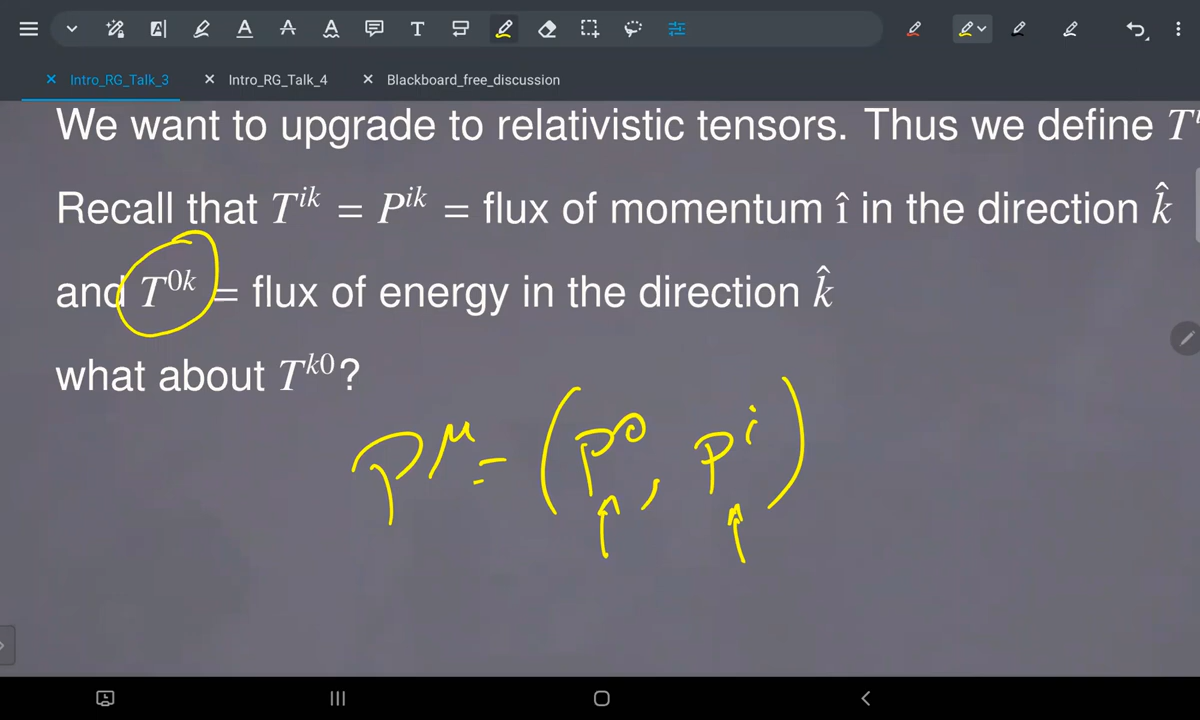 Intro_RG_Talk_3 Intro_RG_Talk_4 Blackboard_free_discussion
We want to upgrade to relativistic tensors. Thus we define T
Recall that T^{ik} = P^{ik} = flux of momentum î in the direction k̂
and T^{0k} = flux of energy in the direction k̂
what about T^{k0}?
P^μ = (P^0, P^i)